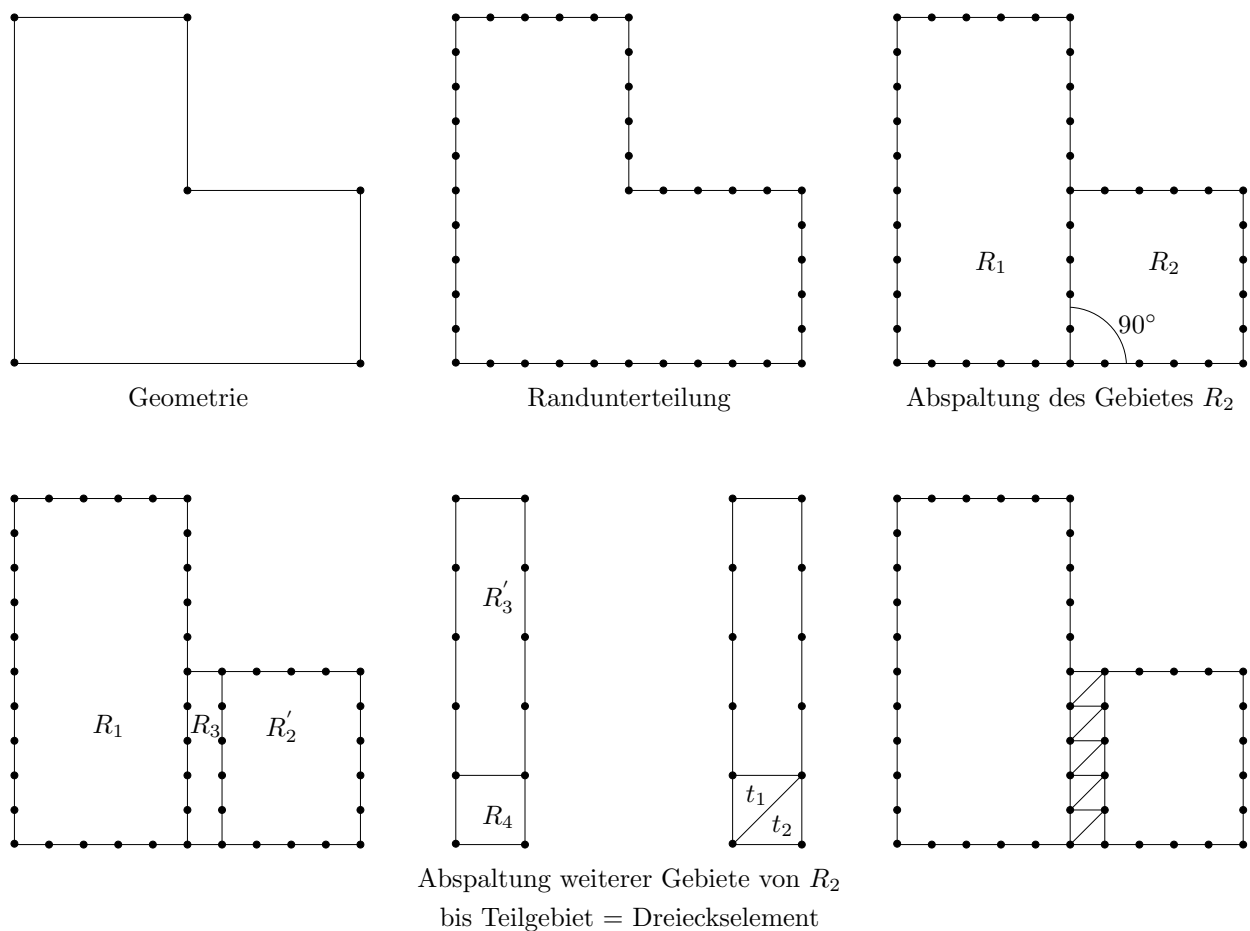 R₁
R₂
90°
Geometrie
Randunterteilung
Abspaltung des Gebietes R₂
R₁
R₃
R₂′
R₃′
R₄
t₁
t₂
Abspaltung weiterer Gebiete von R₂
bis Teilgebiet = Dreieckselement